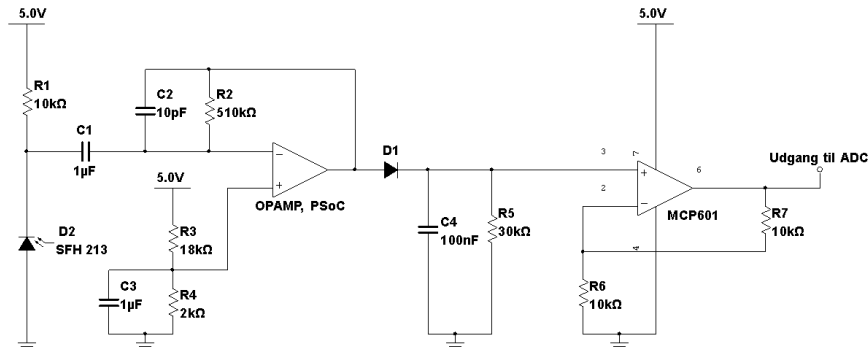 5.0V
R1
10kΩ
C1
1µF
D2
SFH 213
C2
10pF
R2
510kΩ
5.0V
R3
18kΩ
C3
1µF
R4
2kΩ
−
+
OPAMP, PSoC
D1
C4
100nF
R5
30kΩ
5.0V
3
2
7
6
4
+
−
MCP601
R6
10kΩ
R7
10kΩ
Udgang til ADC